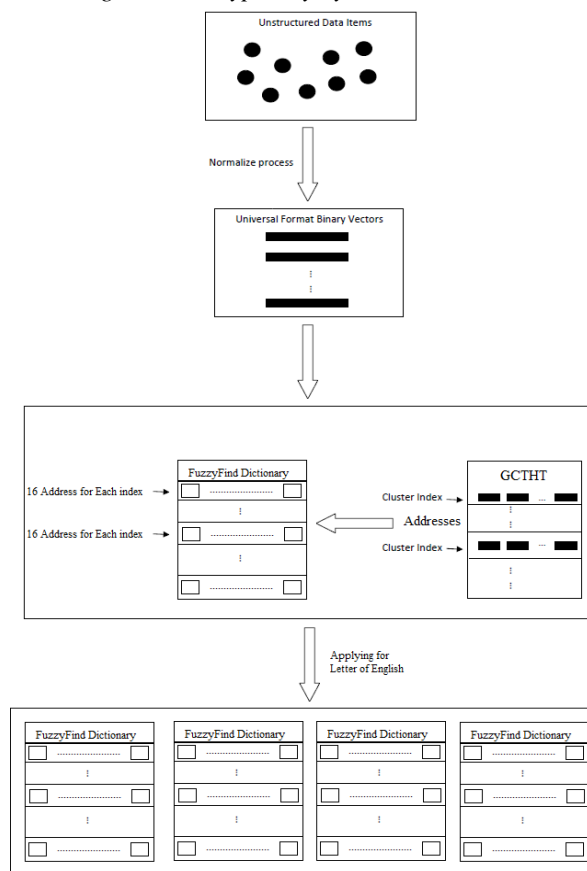 Unstructured Data Items
Normalize process
Universal Format Binary Vectors
FuzzyFind Dictionary
16 Address for Each index
16 Address for Each index
GCTHT
Cluster Index
Addresses
Cluster Index
Applying for
Letter of English
FuzzyFind Dictionary
FuzzyFind Dictionary
FuzzyFind Dictionary
FuzzyFind Dictionary